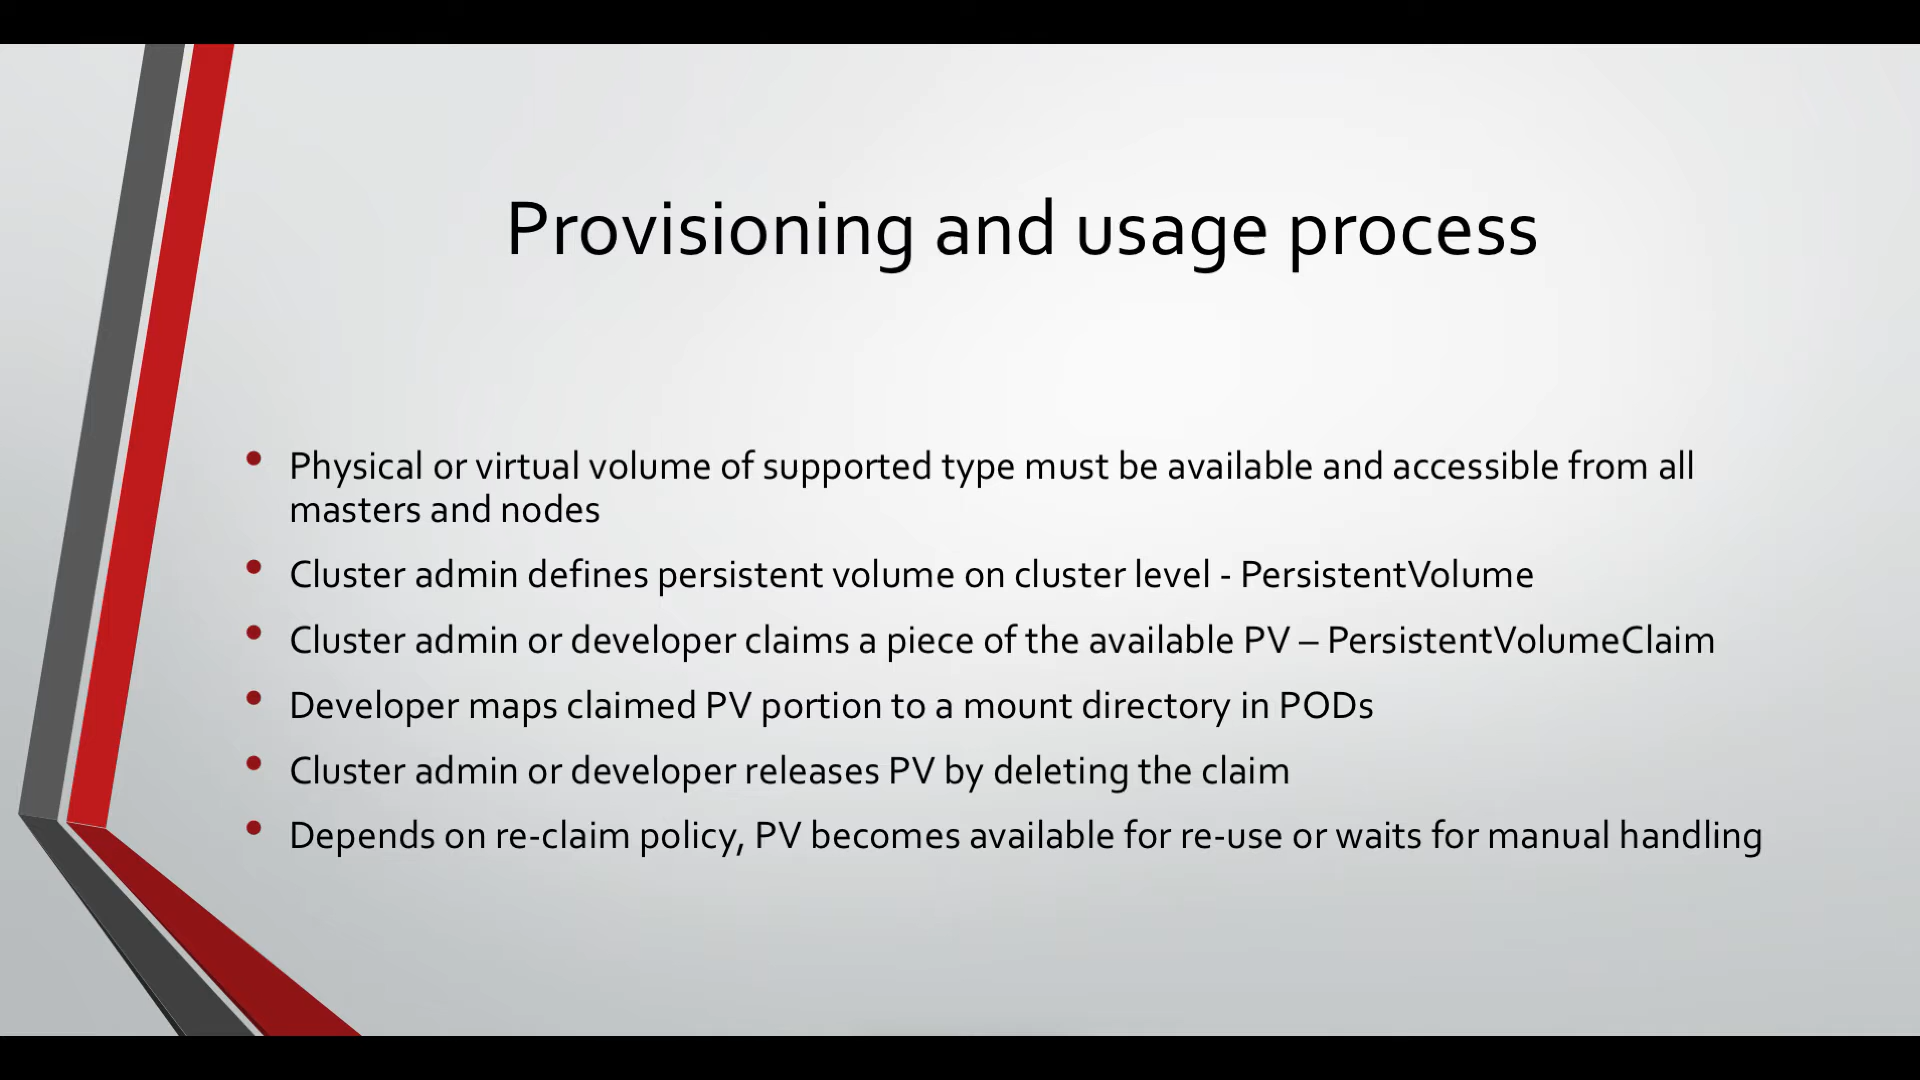 Provisioning and usage process
• Physical or virtual volume of supported type must be available and accessible from all
masters and nodes
• Cluster admin defines persistent volume on cluster level - PersistentVolume
• Cluster admin or developer claims a piece of the available PV – PersistentVolumeClaim
• Developer maps claimed PV portion to a mount directory in PODs
• Cluster admin or developer releases PV by deleting the claim
• Depends on re-claim policy, PV becomes available for re-use or waits for manual handling